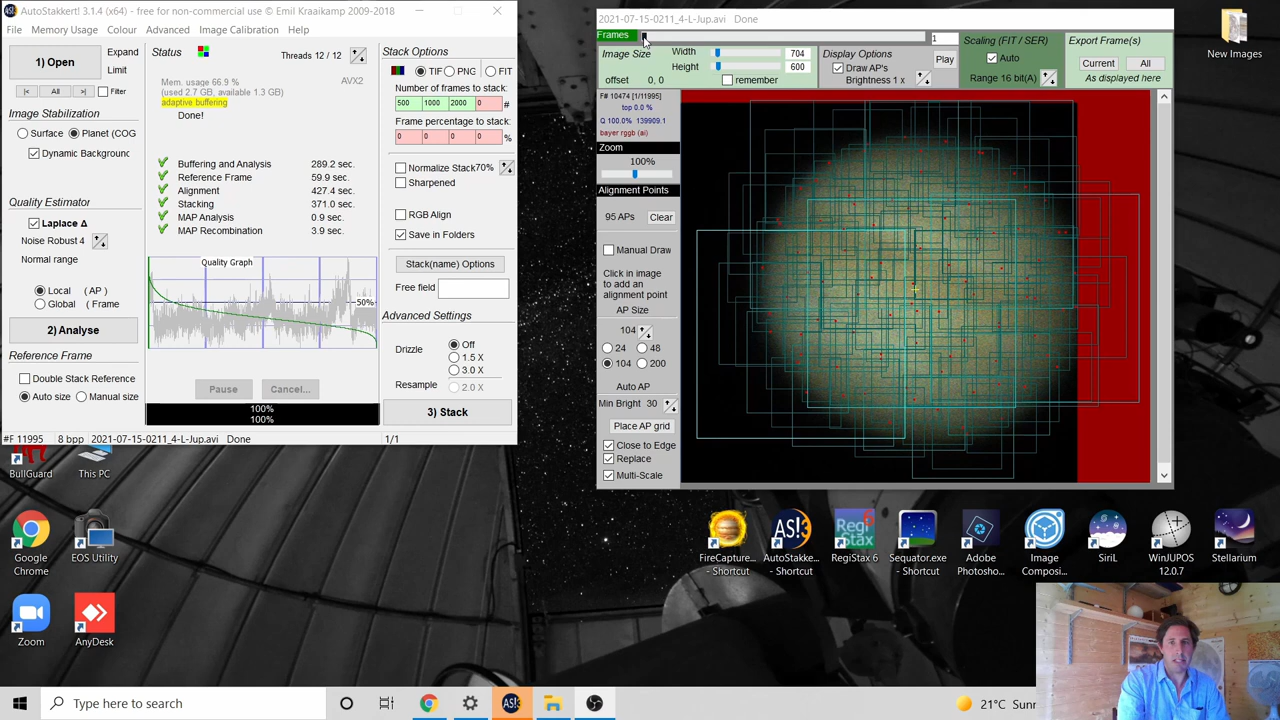 AutoStakkert! 3.1.4 (x64) - free for non-commercial use © Emil Kraaikamp 2009-2018
File Memory Usage Colour Advanced Image Calibration Help
1) Open
Expand
Limit
|< All >| Filter
Image Stabilization
Surface Planet (COG
Dynamic Background
Quality Estimator
Laplace Δ
Noise Robust 4
Normal range
Local ( AP )
Global ( Frame
2) Analyse
Reference Frame
Double Stack Reference
Auto size Manual size
Status Threads 12 / 12
Mem. usage 66.9 %
(used 2.7 GB, available 1.3 GB)
AVX2
adaptive buffering
Done!
Buffering and Analysis 289.2 sec.
Reference Frame 59.9 sec.
Alignment 427.4 sec.
Stacking 371.0 sec.
MAP Analysis 0.9 sec.
MAP Recombination 3.9 sec.
Quality Graph
50%
Pause Cancel...
100%
100%
Stack Options
TIF PNG FIT
Number of frames to stack:
500 1000 2000 0 #
Frame percentage to stack:
0 0 0 0 %
Normalize Stack 70%
Sharpened
RGB Align
Save in Folders
Stack(name) Options
Free field
Advanced Settings
Drizzle Off
1.5 X
3.0 X
Resample 2.0 X
3) Stack
#F 11995 8 bpp 2021-07-15-0211_4-L-Jup.avi Done 1/1
2021-07-15-0211_4-L-Jup.avi Done
Frames 1
Image Size
Width 704
Height 600
offset 0, 0 remember
Display Options
Draw AP's
Brightness 1 x
Play
Scaling (FIT / SER)
Auto
Range 16 bit(A)
Export Frame(s)
Current All
As displayed here
F# 10474 [1/11995]
top 0.0 %
Q 100.0% 139909.1
bayer rggb (ai)
Zoom
100%
Alignment Points
95 APs Clear
Manual Draw
Click in image
to add an
alignment point
AP Size
104
24 48
104 200
Auto AP
Min Bright 30
Place AP grid
Close to Edge
Replace
Multi-Scale
New Images
BullGuard
This PC
Google
Chrome
EOS Utility
Zoom
AnyDesk
FireCapture...
- Shortcut
AutoStakke...
- Shortcut
RegiStax 6
Sequator.exe
- Shortcut
Adobe
Photosho...
Image
Composi...
SiriL
WinJUPOS
12.0.7
Stellarium
Type here to search
21°C Sunn